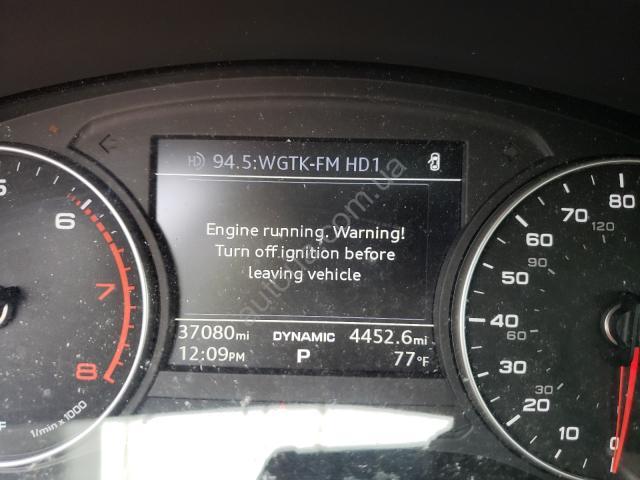 HD 94.5:WGTK-FM HD1
Engine running. Warning!
Turn off ignition before
leaving vehicle
37080mi DYNAMIC 4452.6mi
12:09PM P 77°F
5
6
7
8
1/min x 1000
F
80
120
70
60
90
50
40
60
30
30
20
10
0